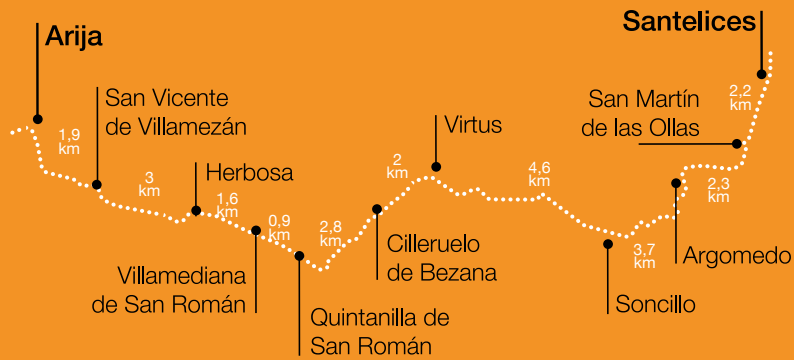 Arija
1,9
km
San Vicente
de Villamezán
3
km
Herbosa
1,6
km
Villamediana
de San Román
0,9
km
Quintanilla de
San Román
2,8
km
Cilleruelo
de Bezana
2
km
Virtus
4,6
km
Soncillo
3,7
km
Argomedo
2,3
km
San Martín
de las Ollas
2,2
km
Santelices